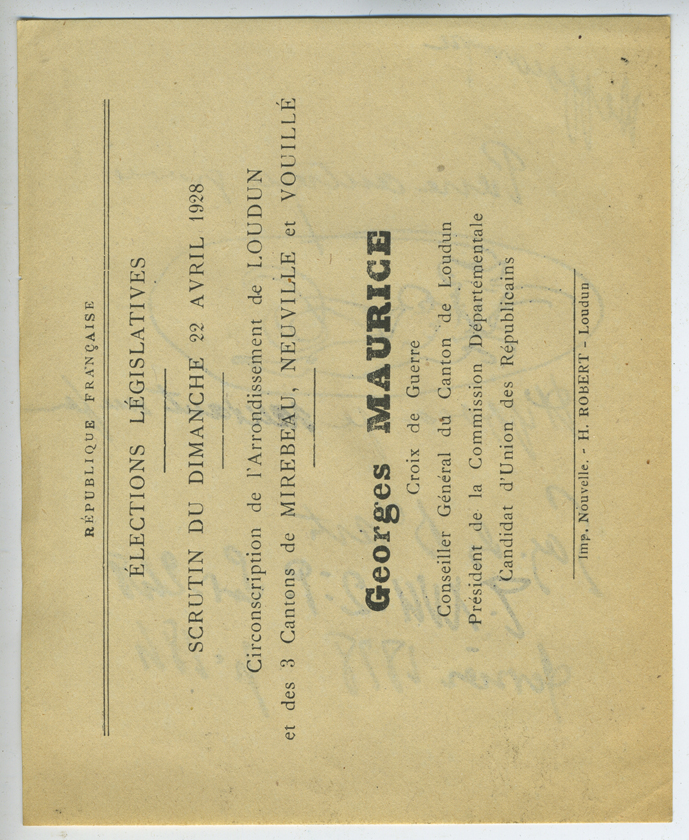 RÉPUBLIQUE FRANÇAISE
ÉLECTIONS LÉGISLATIVES
SCRUTIN DU DIMANCHE 22 AVRIL 1928
Circonscription de l'Arrondissement de LOUDUN
et des 3 Cantons de MIREBEAU, NEUVILLE et VOUILLÉ
Georges MAURICE
Croix de Guerre
Conseiller Général du Canton de Loudun
Président de la Commission Départementale
Candidat d'Union des Républicains
Imp. Nouvelle. - H. ROBERT - Loudun